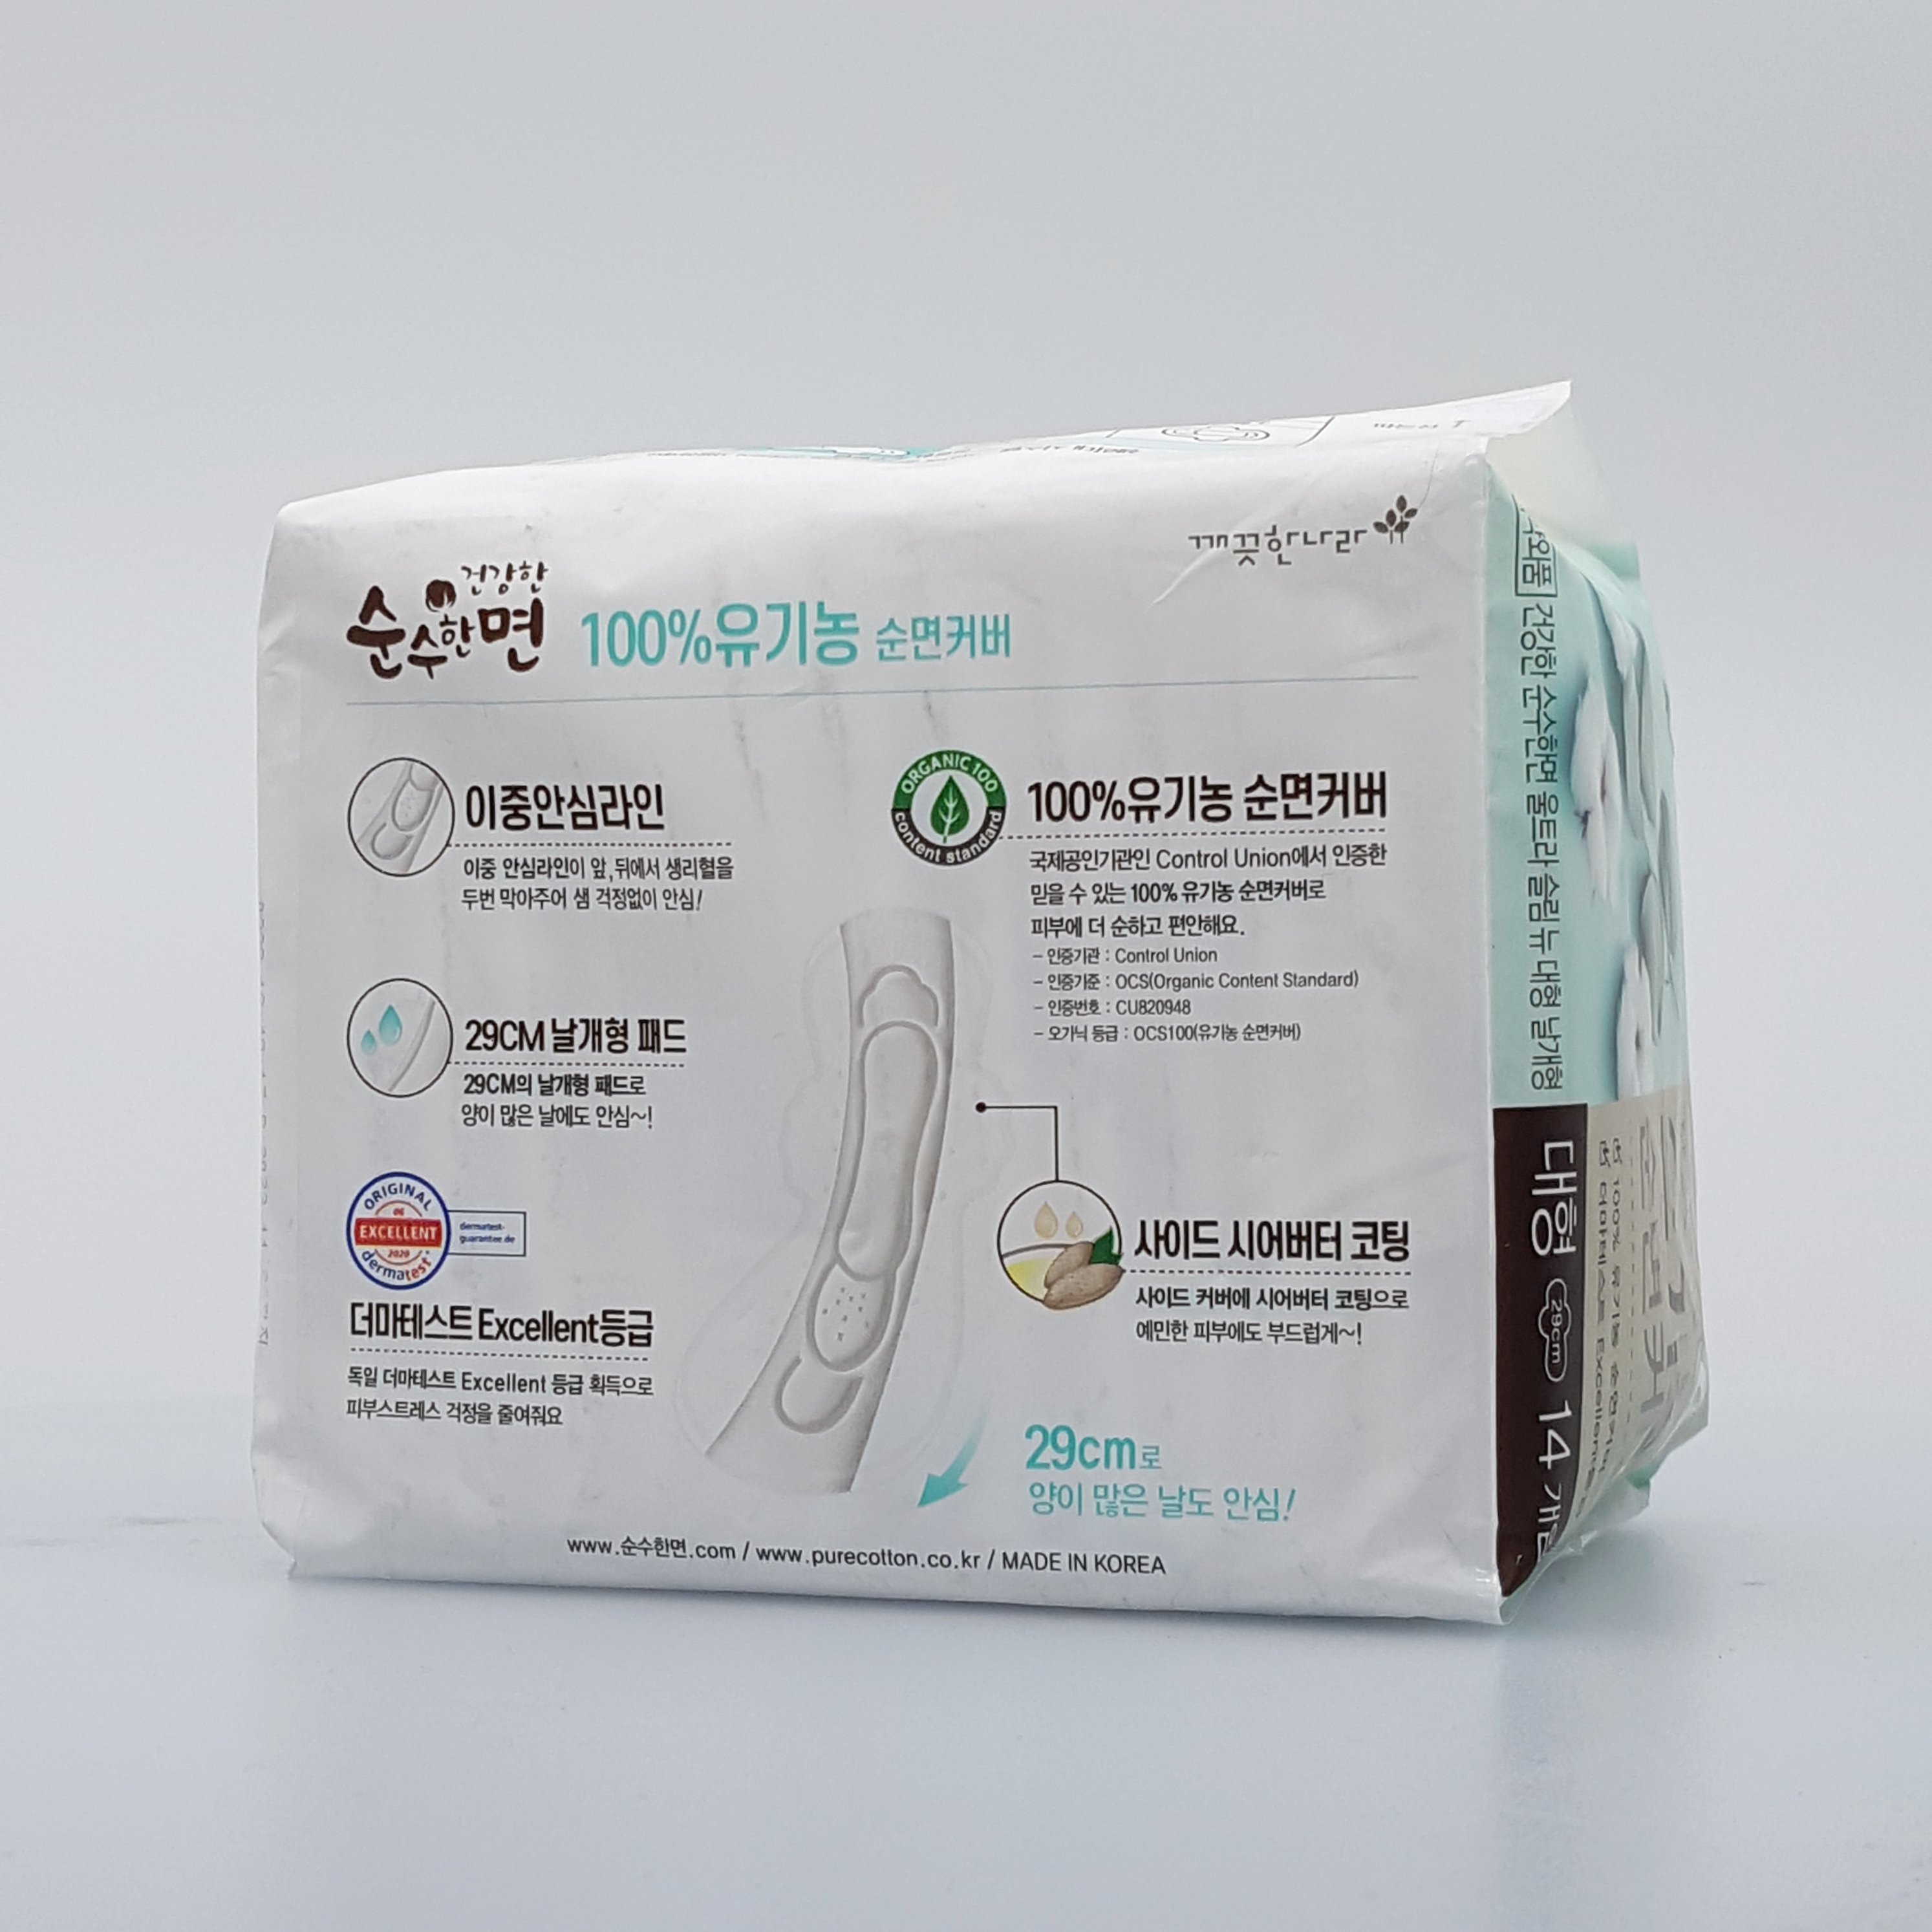 깨끗한나라
건강한
순수한면
100%유기농 순면커버
이중안심라인
이중 안심라인이 앞,뒤에서 생리혈을
두번 막아주어 샘 걱정없이 안심!
29CM 날개형 패드
29CM의 날개형 패드로
양이 많은 날에도 안심~!
ORIGINAL
06
EXCELLENT
2020
dermatest
dermatest-
guarantee.de
더마테스트 Excellent등급
독일 더마테스트 Excellent 등급 획득으로
피부스트레스 걱정을 줄여줘요
ORGANIC 100
content standard
100%유기농 순면커버
국제공인기관인 Control Union에서 인증한
믿을 수 있는 100% 유기농 순면커버로
피부에 더 순하고 편안해요.
- 인증기관 : Control Union
- 인증기준 : OCS(Organic Content Standard)
- 인증번호 : CU820948
- 오가닉 등급 : OCS100(유기농 순면커버)
사이드 시어버터 코팅
사이드 커버에 시어버터 코팅으로
예민한 피부에도 부드럽게~!
29cm로
양이 많은 날도 안심!
www.순수한면.com / www.purecotton.co.kr / MADE IN KOREA
건강한 순수한면 울트라 슬림 뉴 대형 날개형
대형 29cm 14